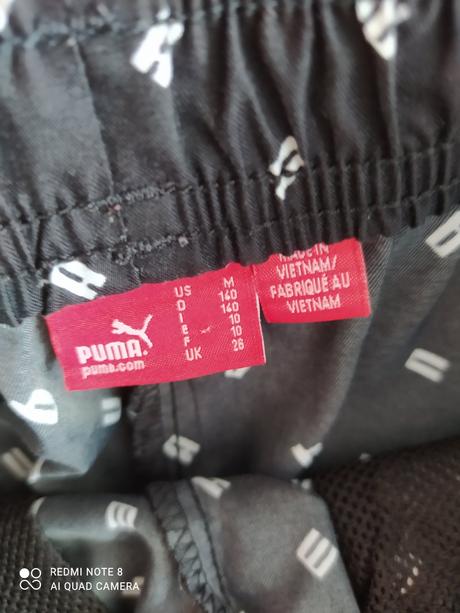 PUMA
puma.com
US M
D 140
I 140
E 10
F 10
UK 26
MADE IN
VIETNAM/
FABRIQUÉ AU
VIETNAM
REDMI NOTE 8
AI QUAD CAMERA